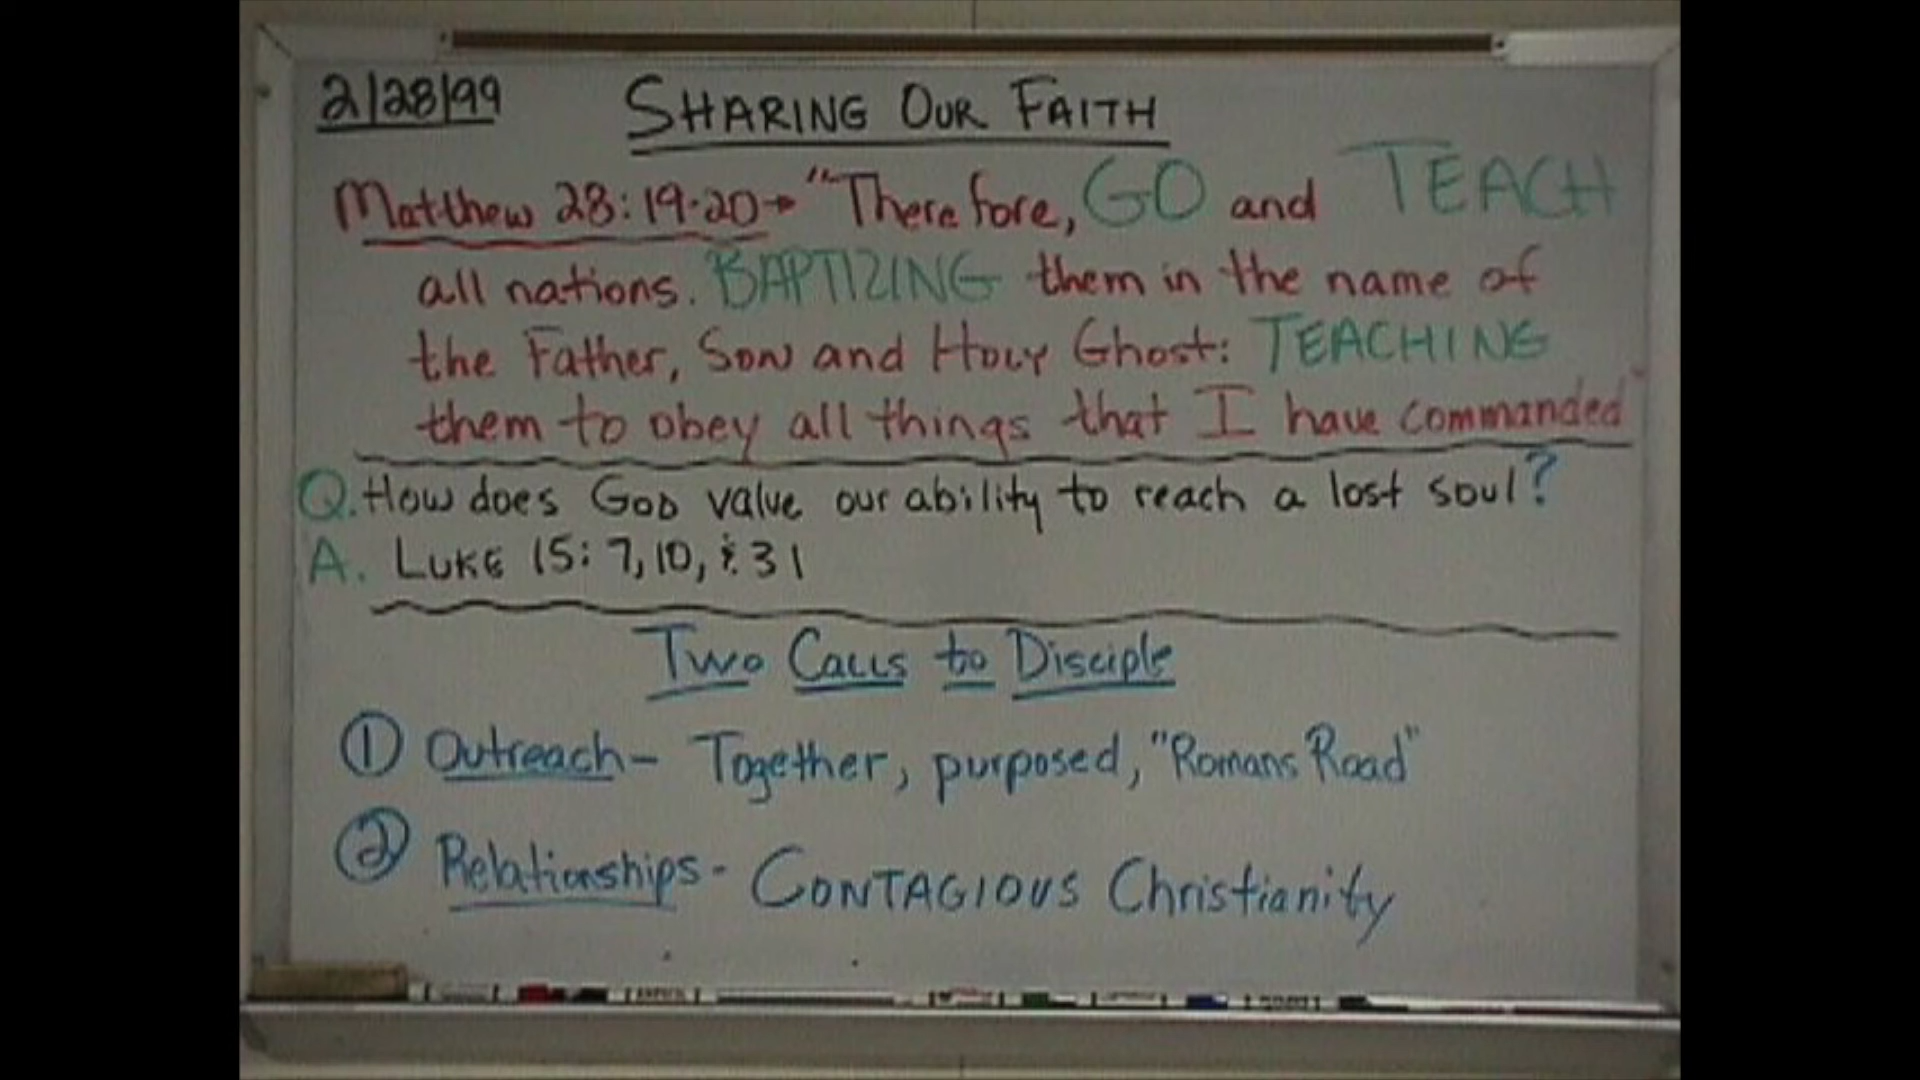 2/28/99 SHARING OUR FAITH
Matthew 28:19-20→ "Therefore, GO and TEACH
all nations. BAPTIZING them in the name of
the Father, Son and Holy Ghost: TEACHING
them to obey all things that I have commanded"
Q. How does God value our ability to reach a lost soul?
A. LUKE 15: 7, 10, & 31
Two Calls to Disciple
① Outreach - Together, purposed, "Romans Road"
② Relationships - CONTAGIOUS Christianity